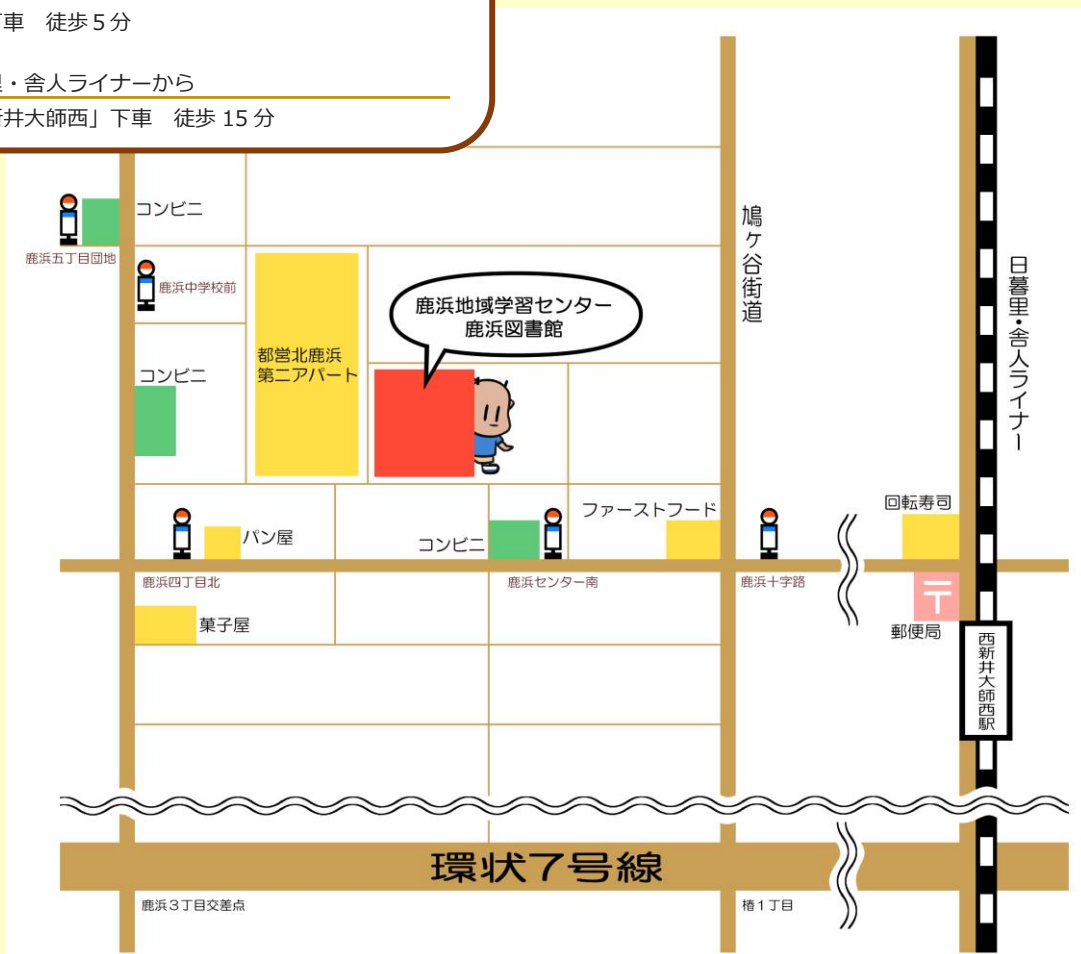 下車　徒歩５分
里・舎人ライナーから
新井大師西」下車　徒歩 15 分
コンビニ
鹿浜五丁目団地
鹿浜中学校前
鳩ヶ谷街道
日暮里・舎人ライナー
鹿浜地域学習センター
鹿浜図書館
都営北鹿浜
第二アパート
コンビニ
回転寿司
ファーストフード
パン屋
コンビニ
鹿浜四丁目北
鹿浜センター南
鹿浜十字路
菓子屋
郵便局
西新井大師西駅
環状7号線
鹿浜３丁目交差点
椿１丁目